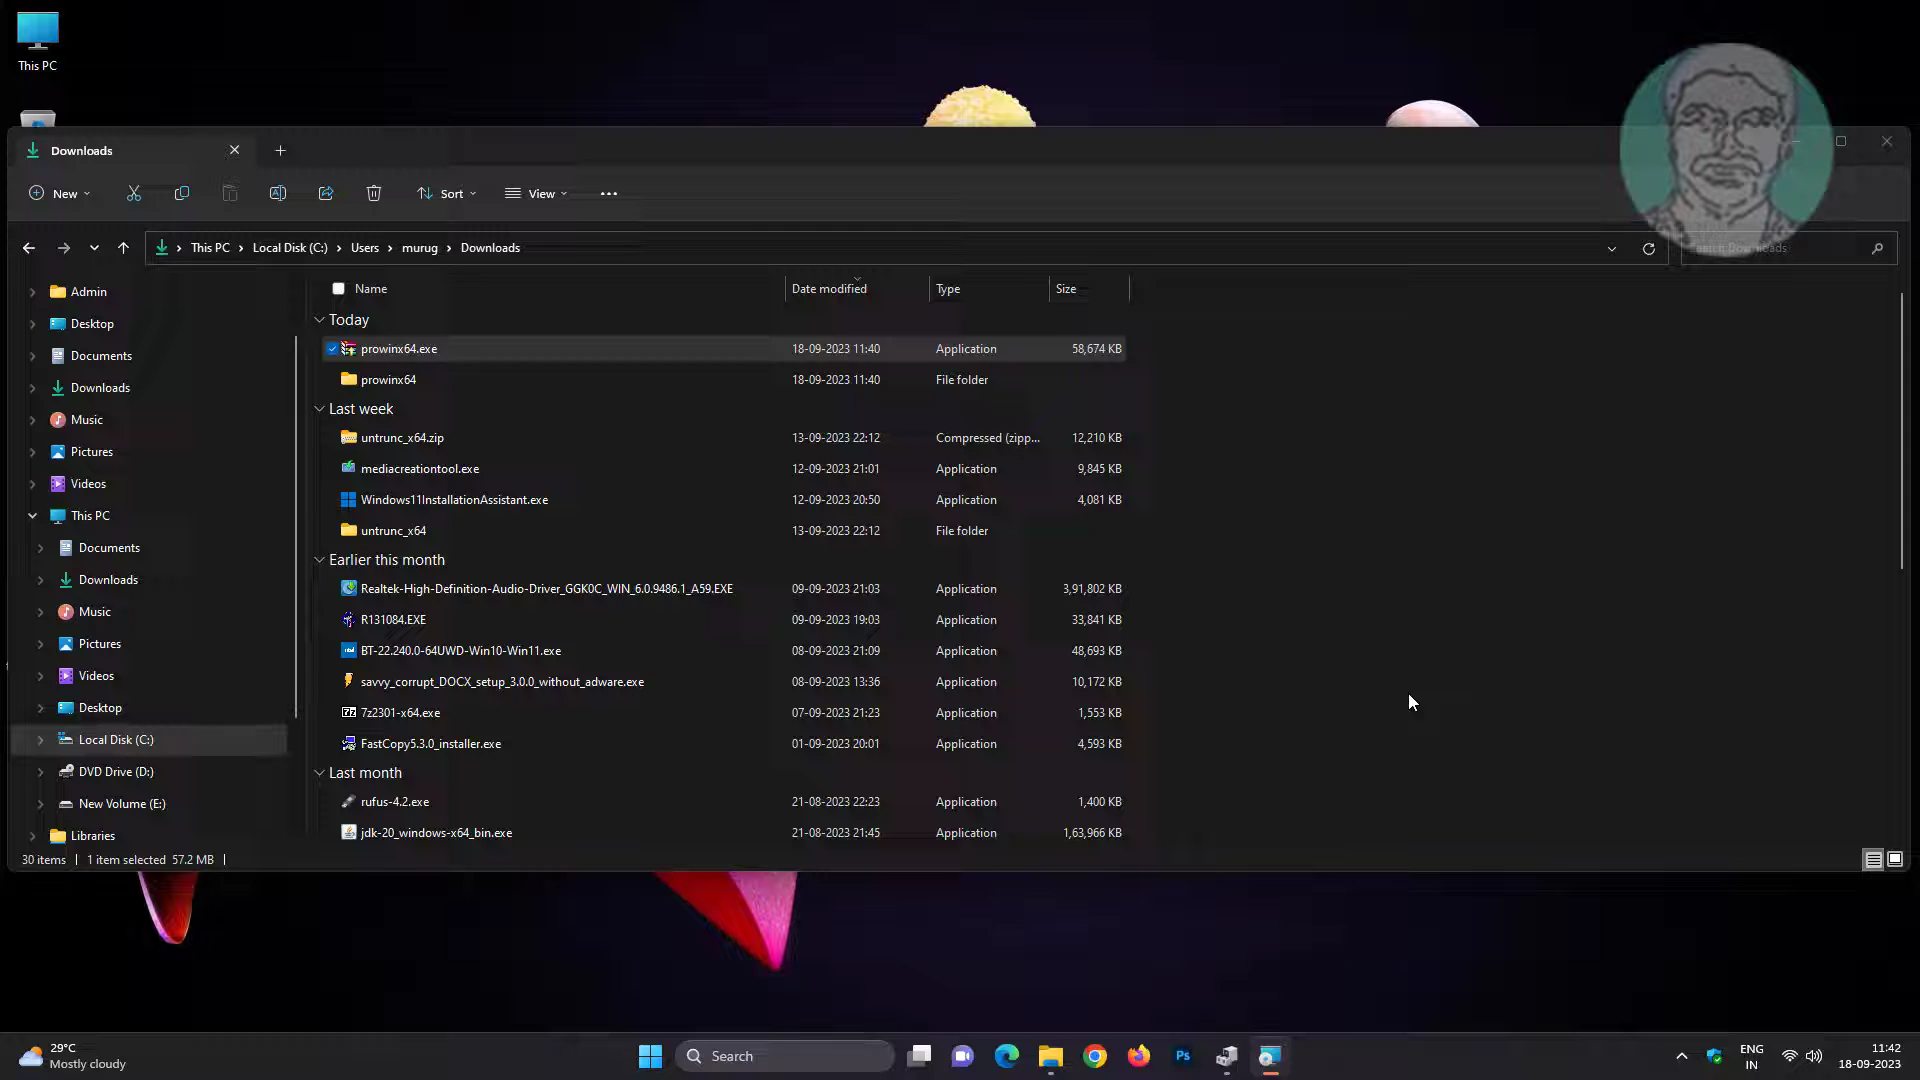 This PC
Downloads
New
Sort
View
This PC > Local Disk (C:) > Users > murug > Downloads
Search Downloads
Admin
Desktop
Documents
Downloads
Music
Pictures
Videos
This PC
Documents
Downloads
Music
Pictures
Videos
Desktop
Local Disk (C:)
DVD Drive (D:)
New Volume (E:)
Libraries
Name Date modified Type Size
Today
prowinx64.exe 18-09-2023 11:40 Application 58,674 KB
prowinx64 18-09-2023 11:40 File folder
Last week
untrunc_x64.zip 13-09-2023 22:12 Compressed (zipp... 12,210 KB
mediacreationtool.exe 12-09-2023 21:01 Application 9,845 KB
Windows11InstallationAssistant.exe 12-09-2023 20:50 Application 4,081 KB
untrunc_x64 13-09-2023 22:12 File folder
Earlier this month
Realtek-High-Definition-Audio-Driver_GGK0C_WIN_6.0.9486.1_A59.EXE 09-09-2023 21:03 Application 3,91,802 KB
R131084.EXE 09-09-2023 19:03 Application 33,841 KB
BT-22.240.0-64UWD-Win10-Win11.exe 08-09-2023 21:09 Application 48,693 KB
savvy_corrupt_DOCX_setup_3.0.0_without_adware.exe 08-09-2023 13:36 Application 10,172 KB
7z2301-x64.exe 07-09-2023 21:23 Application 1,553 KB
FastCopy5.3.0_installer.exe 01-09-2023 20:01 Application 4,593 KB
Last month
rufus-4.2.exe 21-08-2023 22:23 Application 1,400 KB
jdk-20_windows-x64_bin.exe 21-08-2023 21:45 Application 1,63,966 KB
30 items 1 item selected 57.2 MB
29°C
Mostly cloudy
Search
Ps
ENG
IN
11:42
18-09-2023